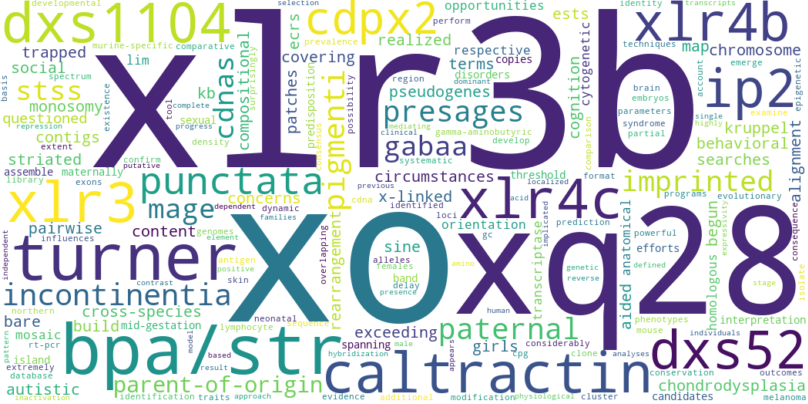 xlr3b
xo
xq28
dxs1104
cdpx2
xlr4b
ip2
bpa/str
turner
caltractin
dxs52
xlr3
xlr4c
punctata
pigmenti
incontinentia
imprinted
paternal
mage
presages
gabaa
stss
cdnas
parent-of-origin
developmental
murine-specific
comparative
trapped
lim
social
spectrum
kb
basis
monosomy
existence
tool
sexual
questioned
complete
repression
rt-pcr
progress
contigs
extent
density
striated
confirm
putative
assemble
maternally
library
exons
compositional
surprisingly
selection
opportunities
identity
transcripts
prevalence
perform
ecrs
realized
ests
techniques
map
chromosome
covering
respective
copies
terms
disorders
region
dominant
patches
predisposition
possibility
pseudogenes
clinical
mediating
gamma-aminobutyric
develop
systematic
cognition
cytogenetic
comparison
account
emerge
epigenetic
brain
embryos
parameters
syndrome
partial
single
highly
examine
kruppel
behavioral
searches
alignment
circumstances
threshold
localized
format
programs
evolutionary
previous
cdna
x-linked
identified
loci
acid
implicated
prediction
orientation
gc
transcriptase
genetic
reverse
powerful
efforts
defined
aided
anatomical
homologous
begun
expressivity
consequence
isolate
phenotypes
mouse
stage
interpretation
individuals
model
conservation
outcomes
chondrodysplasia
candidates
melanoma
physiological
cluster
modification
evidence
additional
hybridization
appears
cpg
clone
analyses
spanning
male
girls
considerably
exceeding
human
amino
sine
alleles
females
band
delay
presence
overlapping
rearrangement
sequence
concerns
dependent
dynamic
families
genomes
element
antigen
positive
skin
neonatal
lymphocyte
based
result
content
pairwise
influences
independent
contrast
cross-species
bare
northern
mosaic
build
mid-gestation
island
pattern
extremely
database
autistic
inactivation
identification
traits
approach